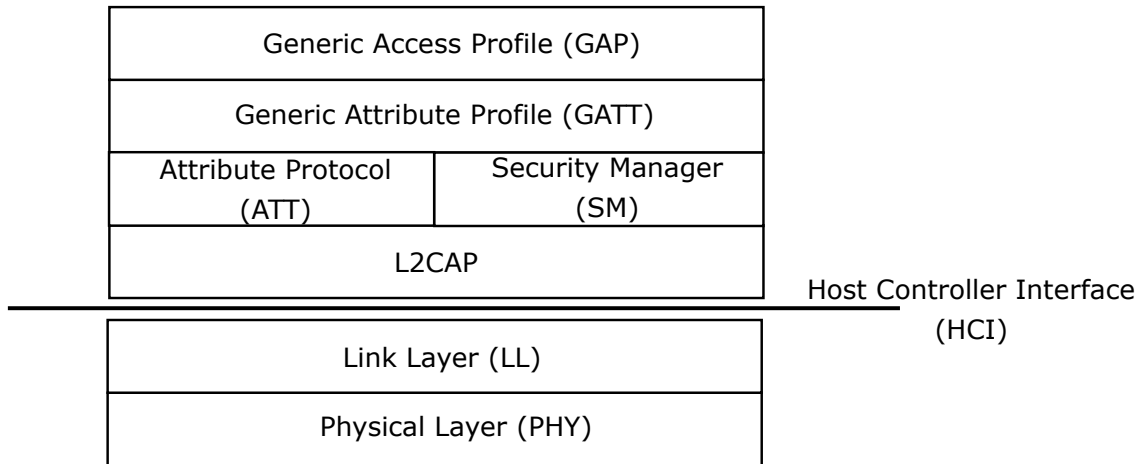 Generic Access Profile (GAP)
Generic Attribute Profile (GATT)
Attribute Protocol
(ATT)
Security Manager
(SM)
L2CAP
Host Controller Interface
(HCI)
Link Layer (LL)
Physical Layer (PHY)